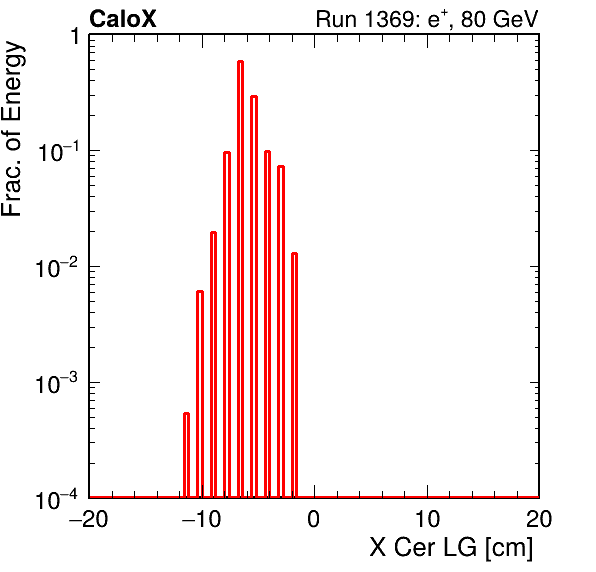 CaloX Run 1369: e⁺, 80 GeV
Frac. of Energy
1
10⁻¹
10⁻²
10⁻³
10⁻⁴
−20 −10 0 10 20
X Cer LG [cm]